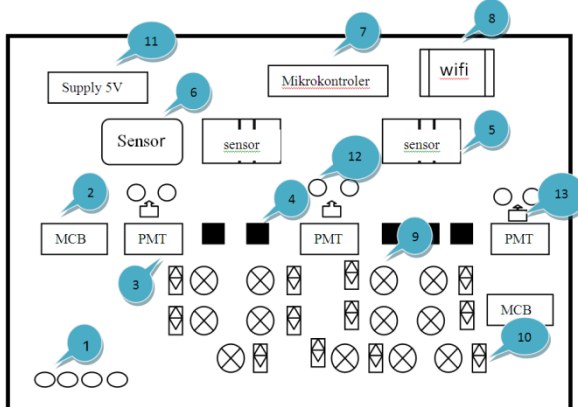 8
7
11
Supply 5V
Mikrokontroler
wifi
6
Sensor
sensor
sensor
5
12
2
4
13
MCB
PMT
PMT
9
PMT
3
MCB
1
10